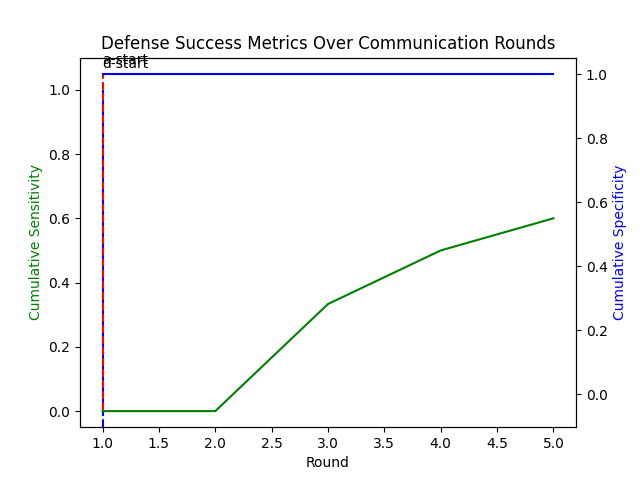 Defense Success Metrics Over Communication Rounds
a-start
d-start
Cumulative Sensitivity
1.0
0.8
0.6
0.4
0.2
0.0
1.0
0.8
0.6
0.4
0.2
0.0
Cumulative Specificity
1.0 1.5 2.0 2.5 3.0 3.5 4.0 4.5 5.0
Round